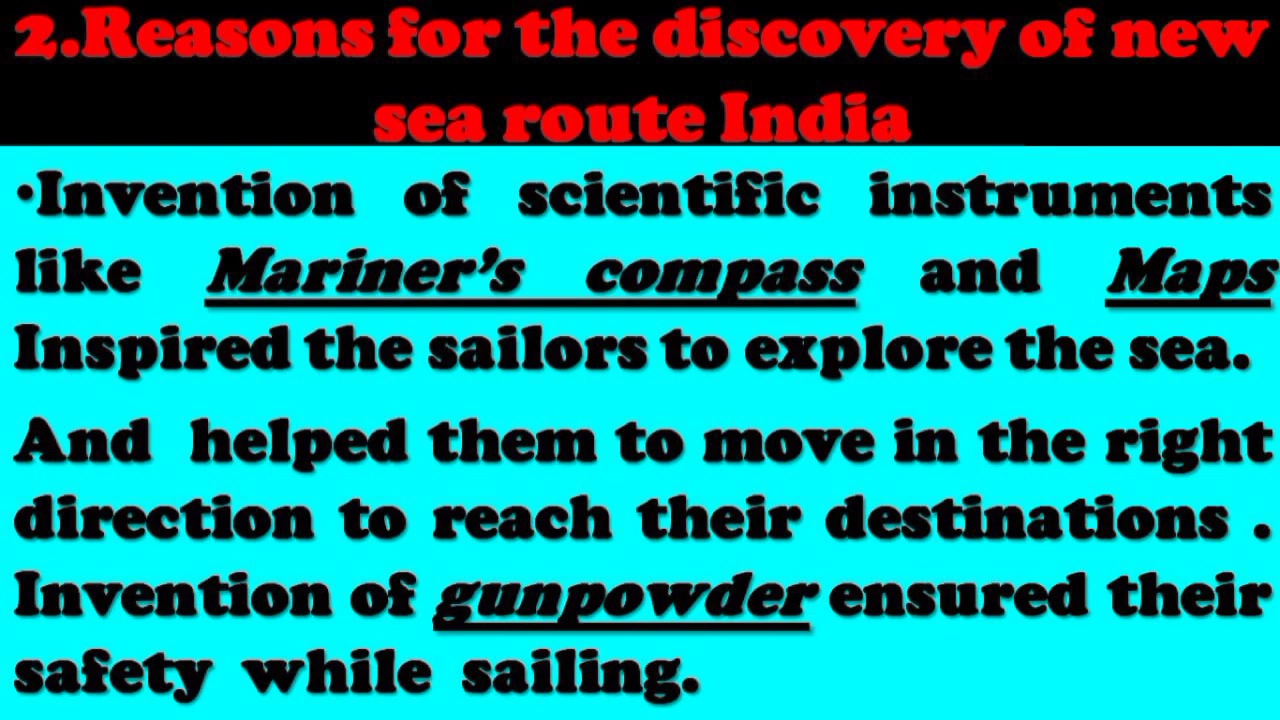 2.Reasons for the discovery of new
sea route India
•Invention of scientific instruments
like Mariner's compass and Maps
Inspired the sailors to explore the sea.
And helped them to move in the right
direction to reach their destinations .
Invention of gunpowder ensured their
safety while sailing.